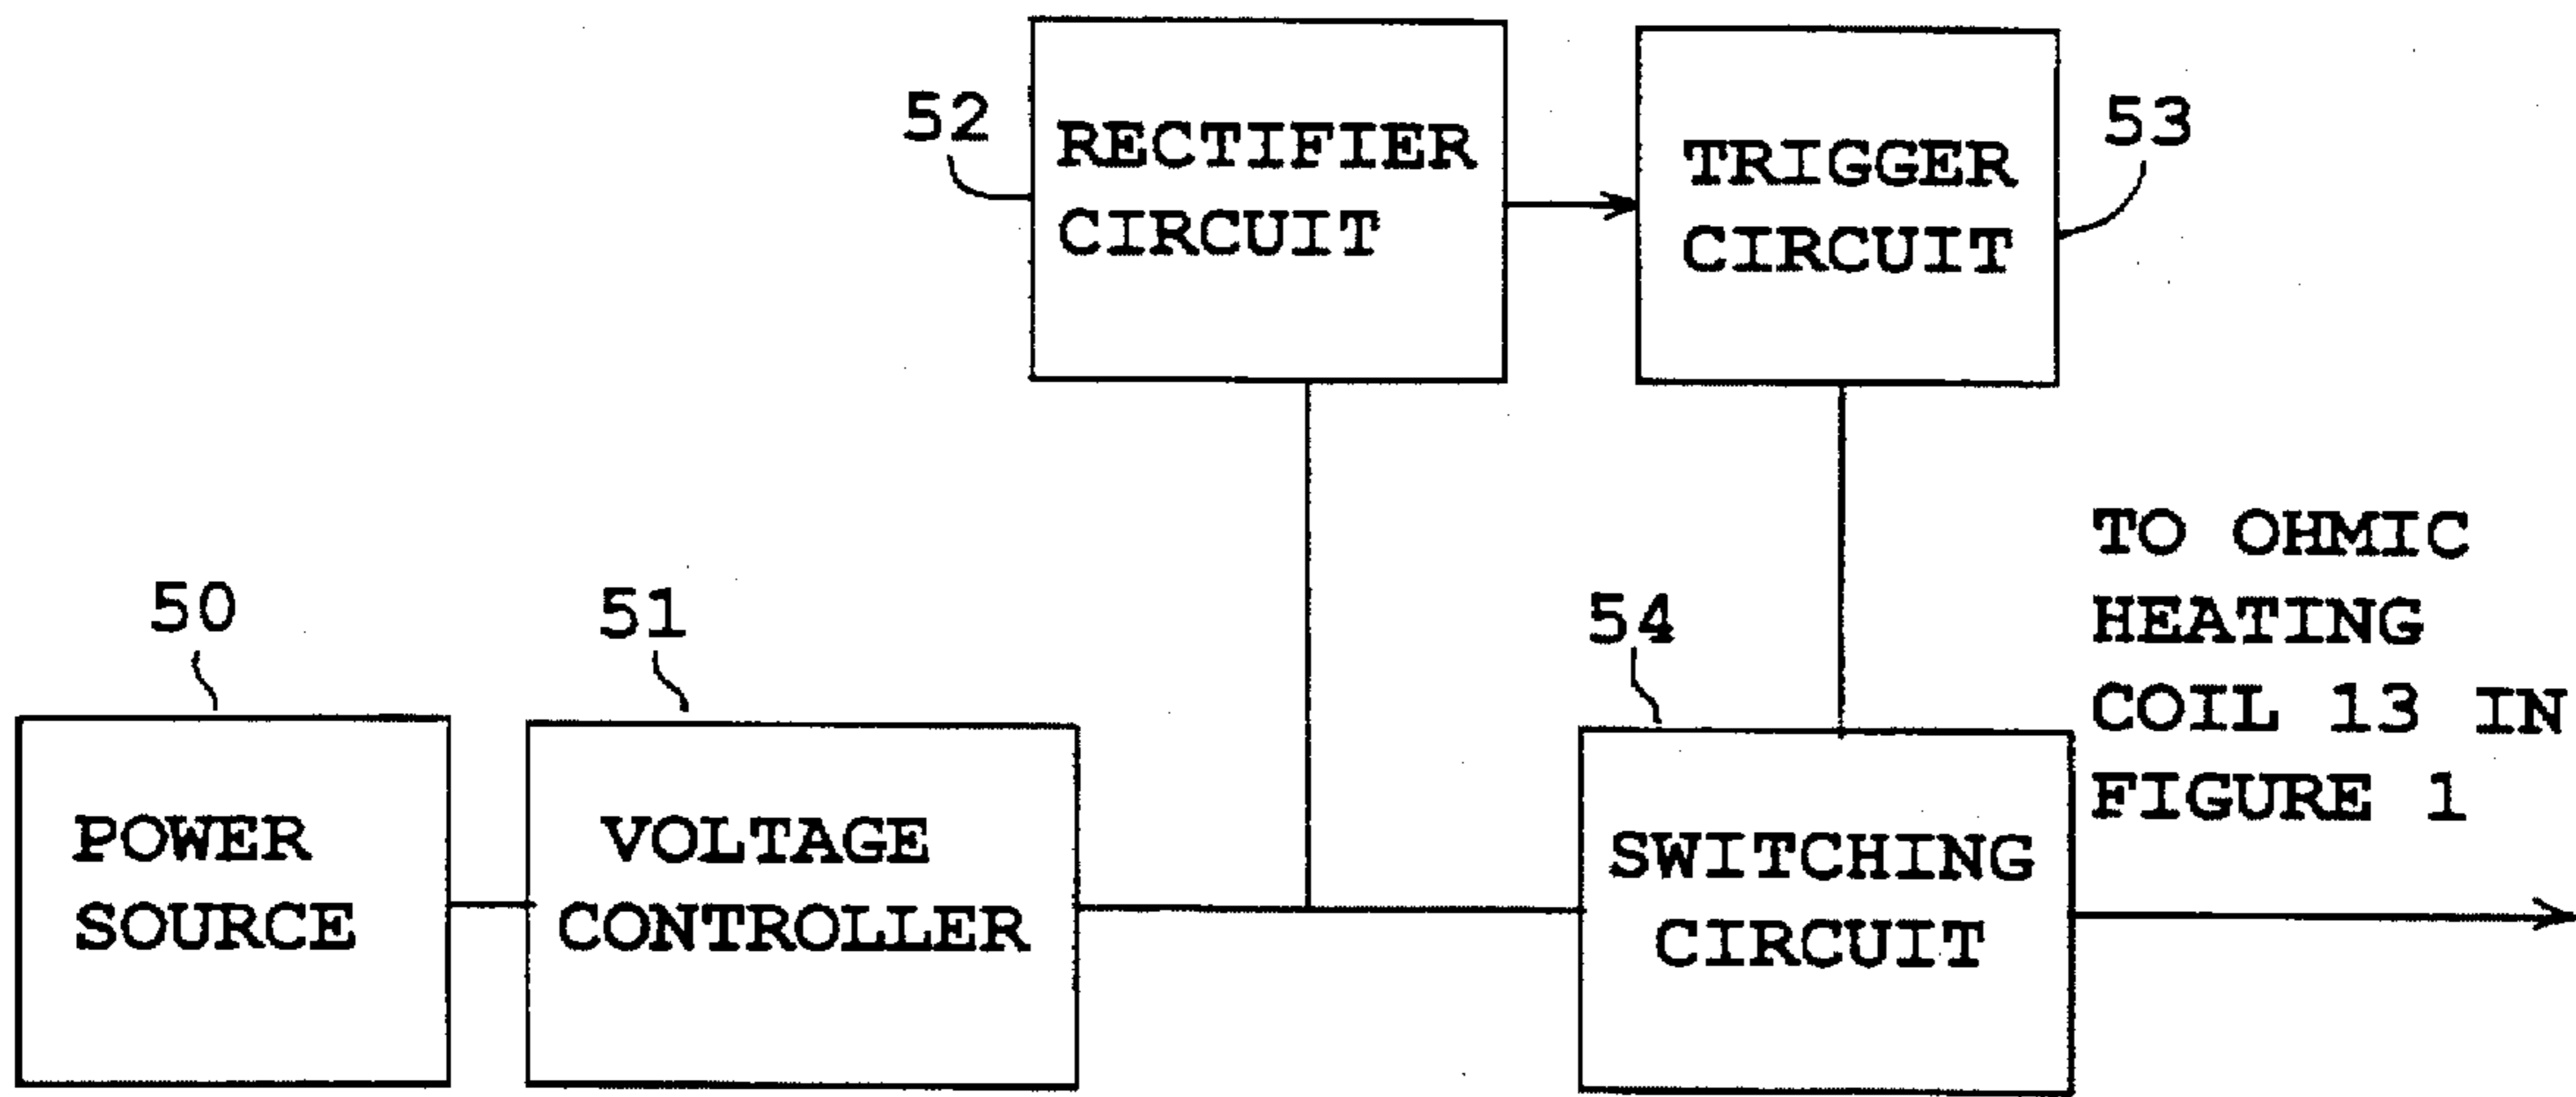 52
RECTIFIER
CIRCUIT
TRIGGER
CIRCUIT
53
50
POWER
SOURCE
51
VOLTAGE
CONTROLLER
54
SWITCHING
CIRCUIT
TO OHMIC
HEATING
COIL 13 IN
FIGURE 1